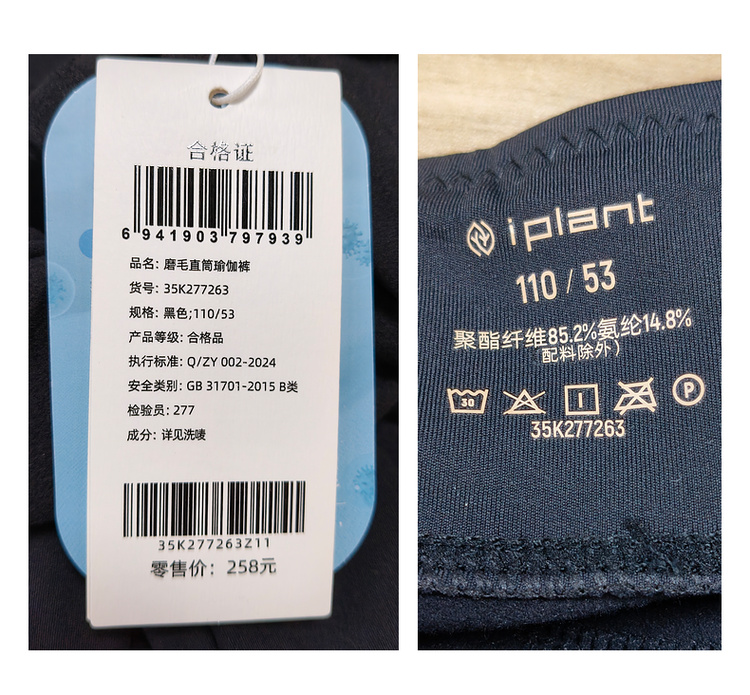 合格证
6 941903 797939
品名: 磨毛直筒瑜伽裤
货号: 35K277263
规格: 黑色;110/53
产品等级: 合格品
执行标准: Q/ZY 002-2024
安全类别: GB 31701-2015 B类
检验员: 277
成分: 详见洗唛
35K277263Z11
零售价: 258元
iplant
110 / 53
聚酯纤维85.2%氨纶14.8%
配料除外)
30
P
35K277263